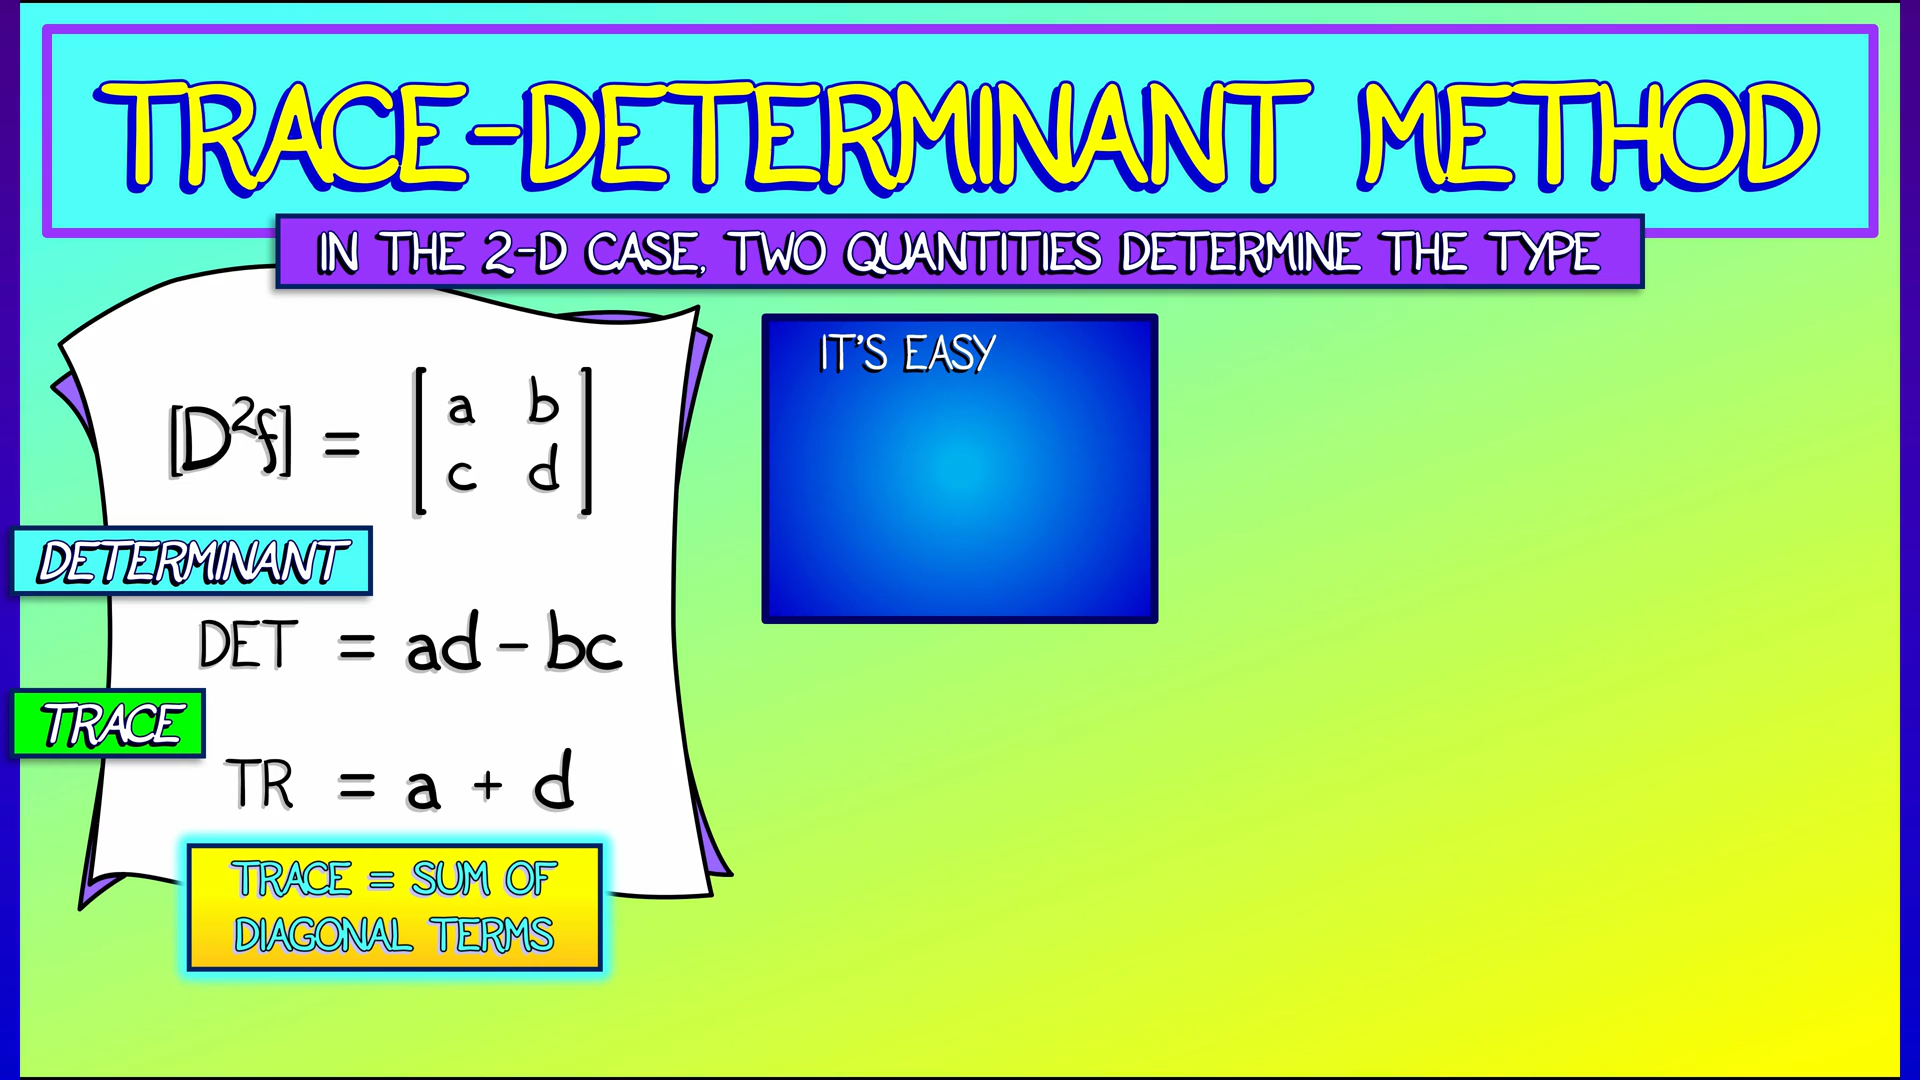 TRACE-DETERMINANT METHOD
IN THE 2-D CASE, TWO QUANTITIES DETERMINE THE TYPE
[D²f] = [a b
c d]
DETERMINANT
DET = ad - bc
TRACE
TR = a + d
TRACE = SUM OF
DIAGONAL TERMS
IT'S EASY